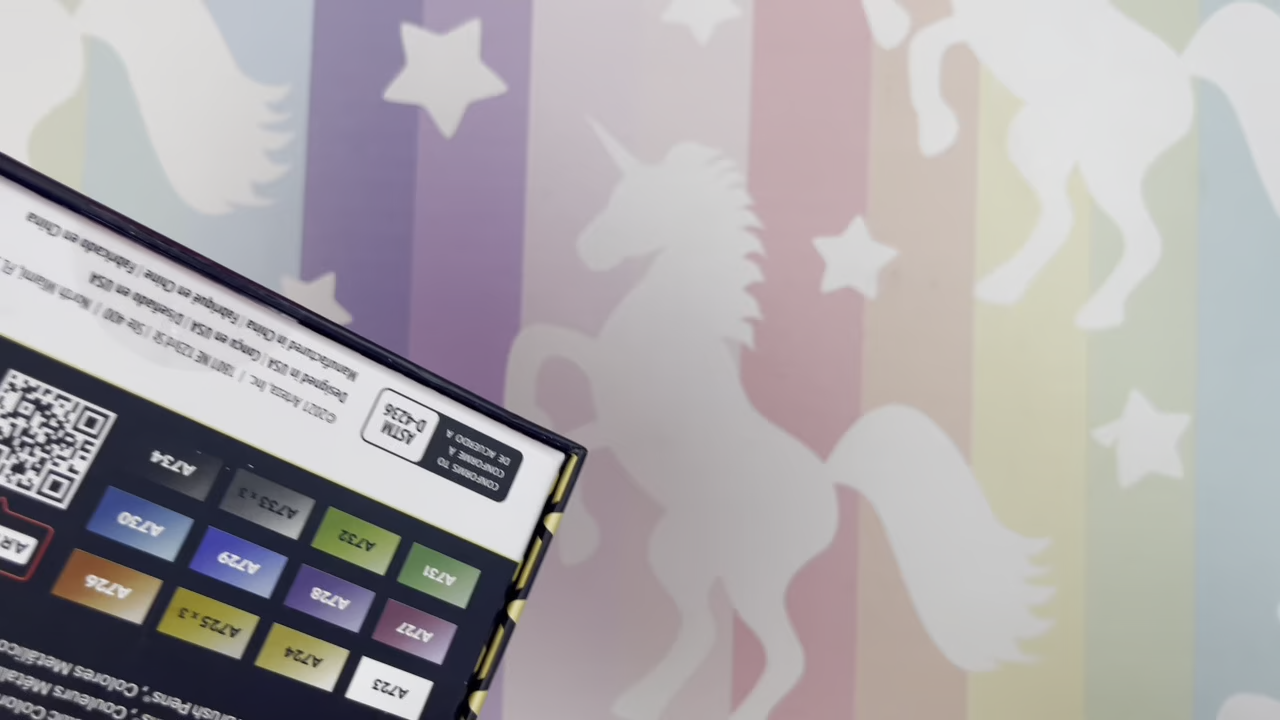 A723 A724 A725 x 3 A726
A727 A728 A729 A730
A731 A732 A733 x 3 A734
CONFORMS TO
CONFORME À
DE ACUERDO A
ASTM
D-4236
©2021 Arteza, Inc. | 1801 NE 123rd St | Ste 400 | North Miami, FL
Designed in USA | Conçu en USA | Diseñado en USA
Manufactured in China | Fabriqué en Chine | Fabricado en China